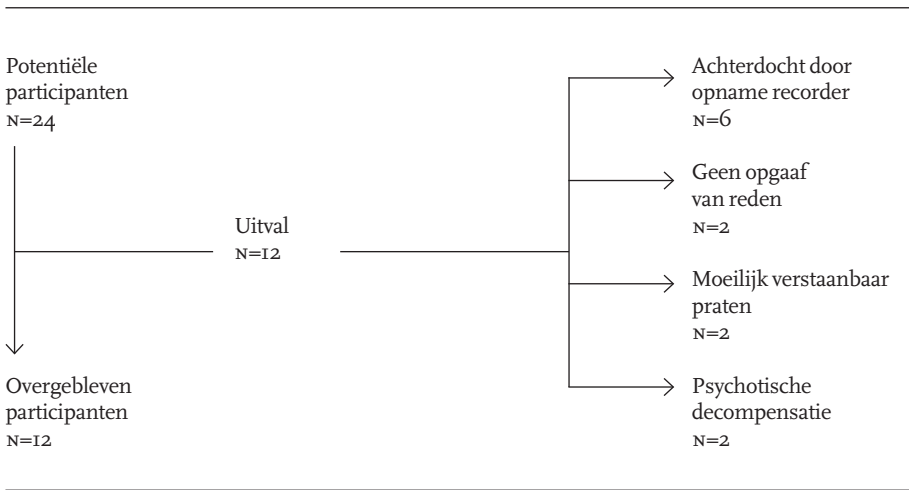 Potentiële
participanten
N=24
Uitval
N=12
Overgebleven
participanten
N=12
Achterdocht door
opname recorder
N=6
Geen opgaaf
van reden
N=2
Moeilijk verstaanbaar
praten
N=2
Psychotische
decompensatie
N=2